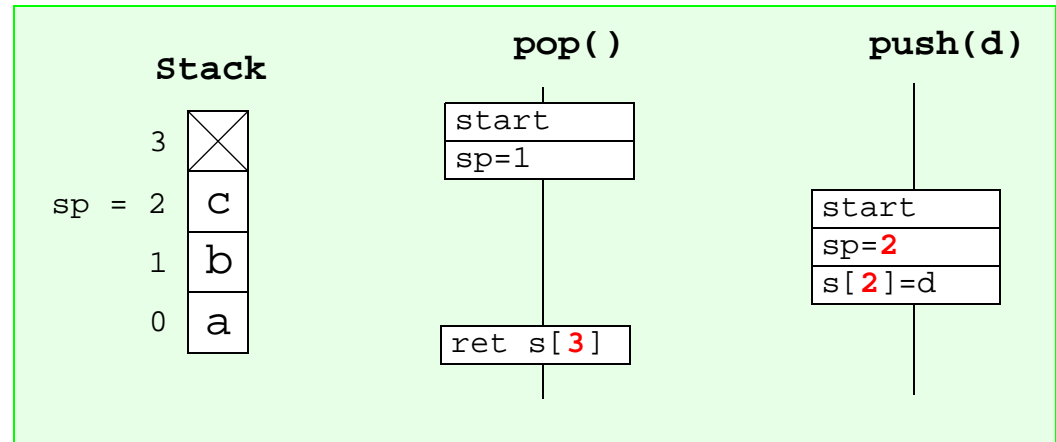 Stack
3
sp = 2 c
1 b
0 a
pop()
start
sp=1
ret s[3]
push(d)
start
sp=2
s[2]=d